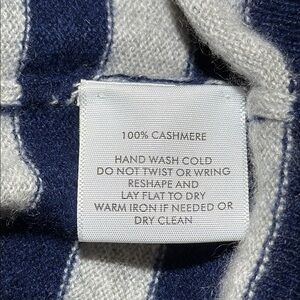 100% CASHMERE
HAND WASH COLD
DO NOT TWIST OR WRING
RESHAPE AND
LAY FLAT TO DRY
WARM IRON IF NEEDED OR
DRY CLEAN